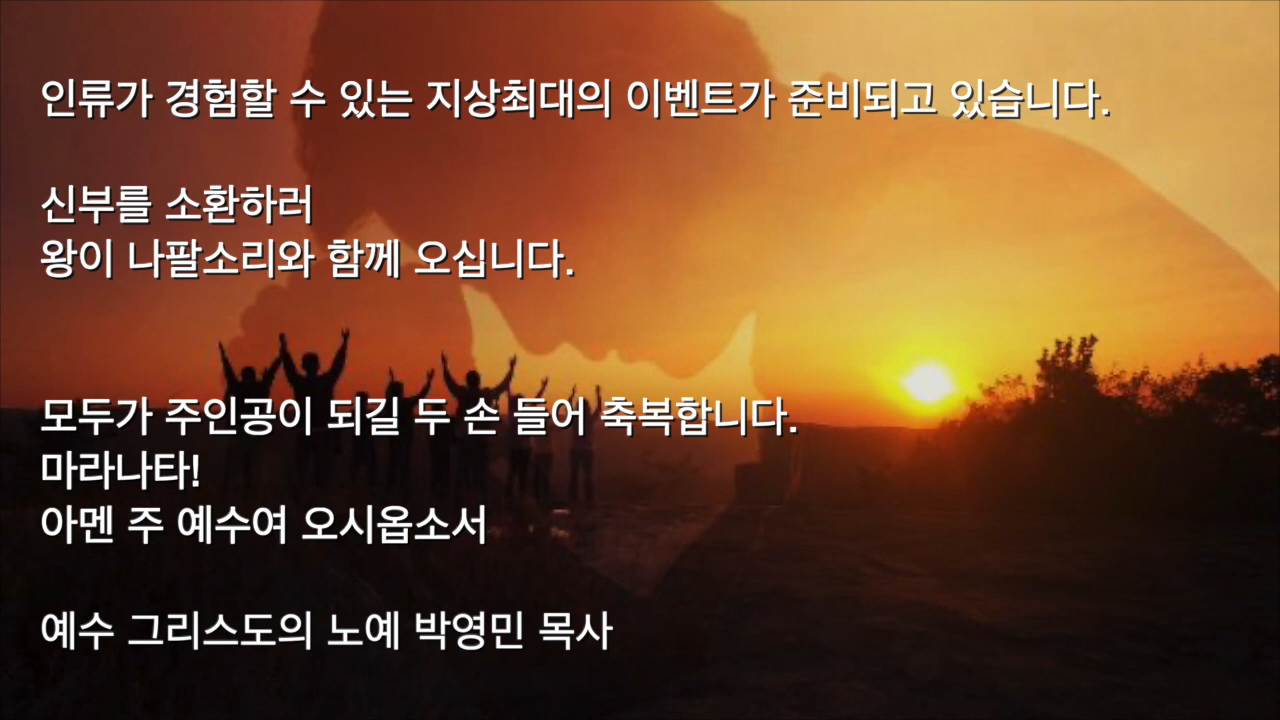 인류가 경험할 수 있는 지상최대의 이벤트가 준비되고 있습니다.
신부를 소환하러
왕이 나팔소리와 함께 오십니다.
모두가 주인공이 되길 두 손 들어 축복합니다.
마라나타!
아멘 주 예수여 오시옵소서
예수 그리스도의 노예 박영민 목사